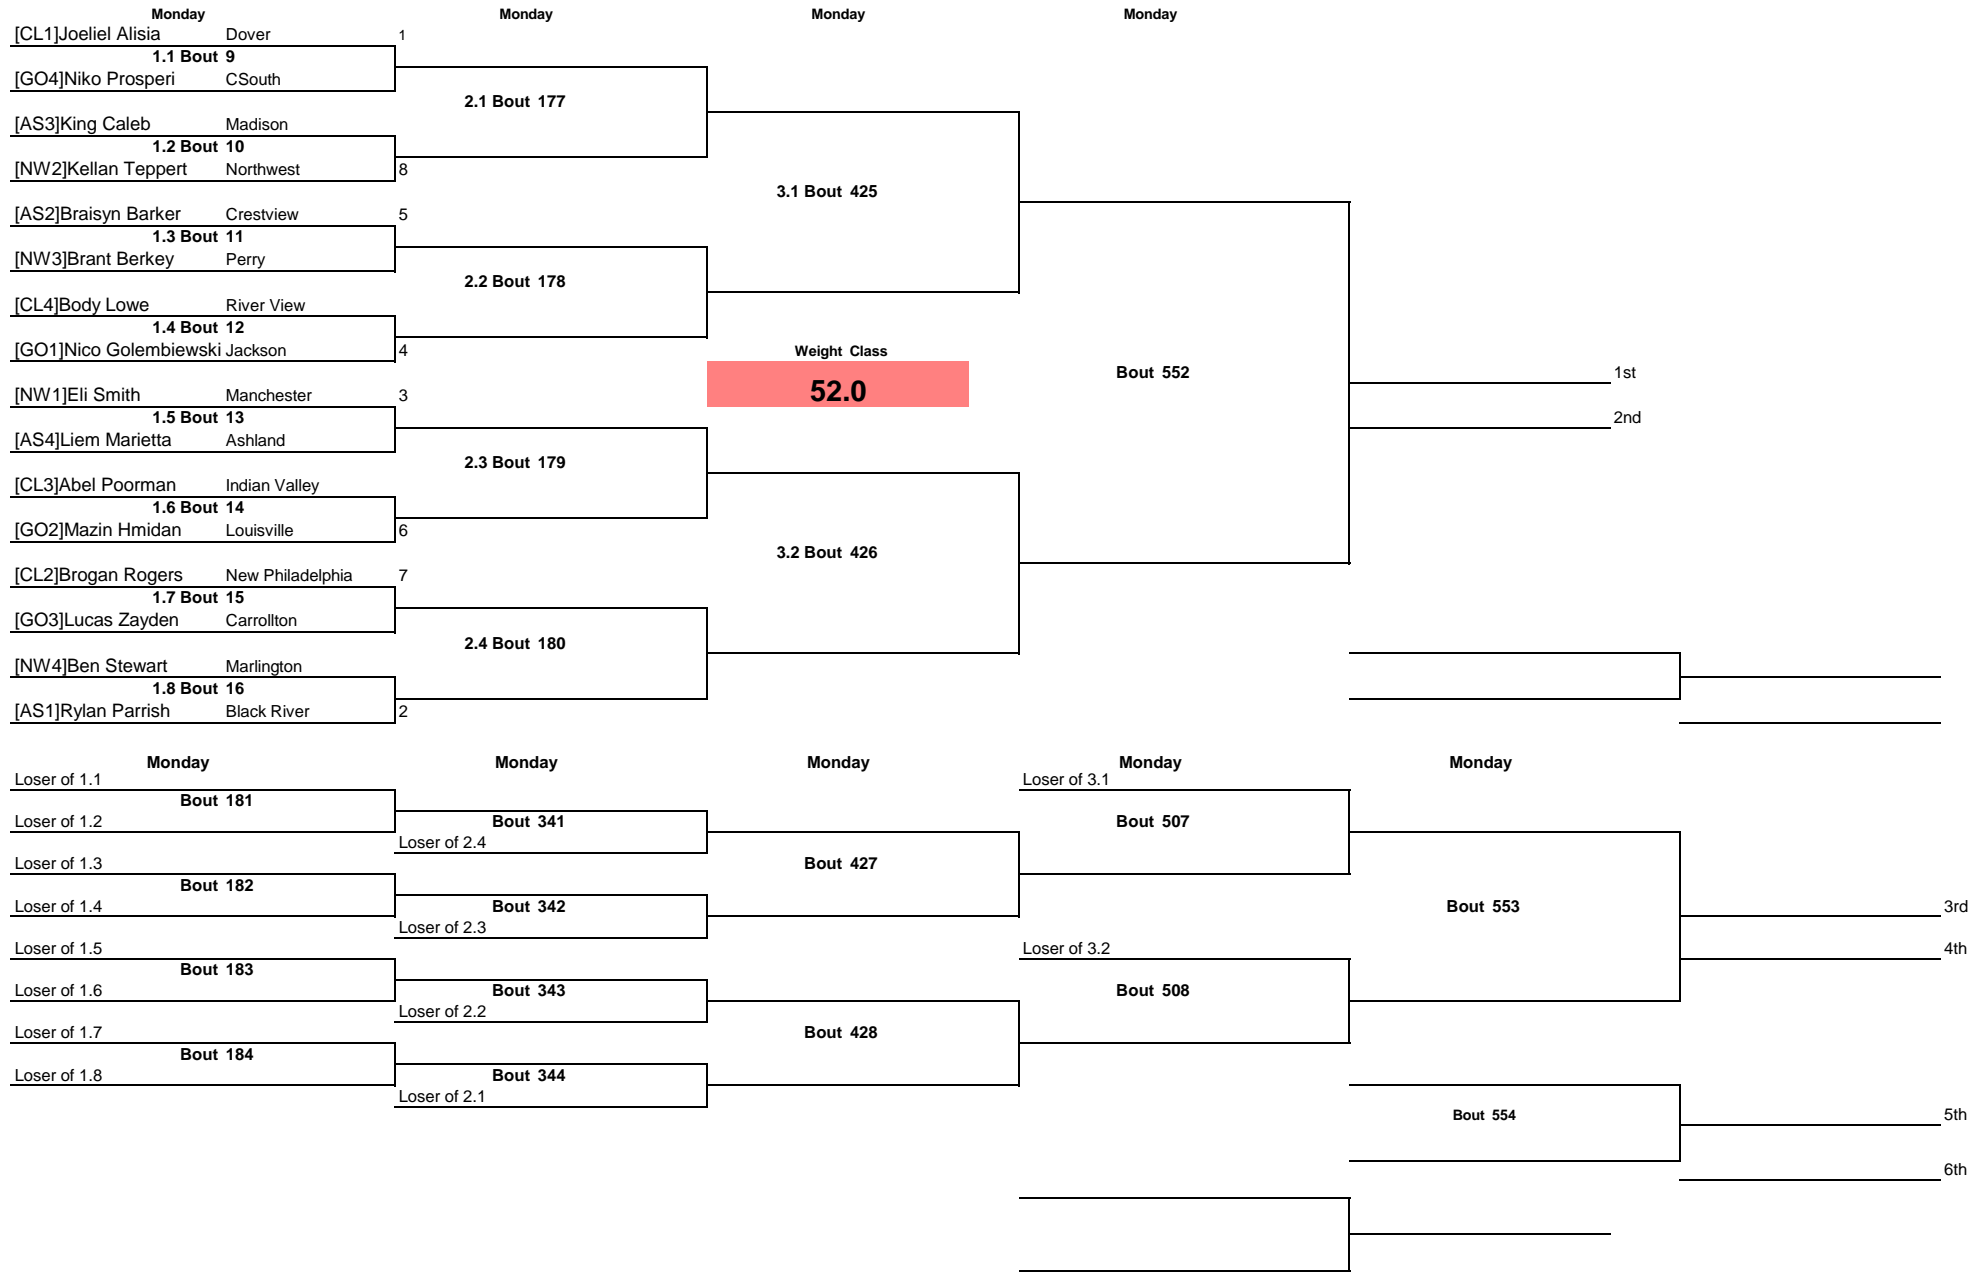 Monday Monday Monday Monday
[CL1]Joeliel Alisia Dover 1
1.1 Bout 9
[GO4]Niko Prosperi CSouth
2.1 Bout 177
[AS3]King Caleb Madison
1.2 Bout 10
[NW2]Kellan Teppert Northwest 8
3.1 Bout 425
[AS2]Braisyn Barker Crestview 5
1.3 Bout 11
[NW3]Brant Berkey Perry
2.2 Bout 178
[CL4]Body Lowe River View
1.4 Bout 12
[GO1]Nico Golembiewski Jackson 4
Weight Class
Bout 552
1st
52.0
[NW1]Eli Smith Manchester 3
1.5 Bout 13
2nd
[AS4]Liem Marietta Ashland
2.3 Bout 179
[CL3]Abel Poorman Indian Valley
1.6 Bout 14
[GO2]Mazin Hmidan Louisville 6
3.2 Bout 426
[CL2]Brogan Rogers New Philadelphia 7
1.7 Bout 15
[GO3]Lucas Zayden Carrollton
2.4 Bout 180
[NW4]Ben Stewart Marlington
1.8 Bout 16
[AS1]Rylan Parrish Black River 2
Monday Monday Monday Monday Monday
Loser of 1.1 Loser of 3.1
Bout 181
Loser of 1.2 Bout 341 Bout 507
Loser of 2.4
Loser of 1.3 Bout 427
Bout 182
Loser of 1.4 Bout 342 Bout 553 3rd
Loser of 2.3
Loser of 1.5 Loser of 3.2 4th
Bout 183
Loser of 1.6 Bout 343 Bout 508
Loser of 2.2
Loser of 1.7 Bout 428
Bout 184
Loser of 1.8 Bout 344
Loser of 2.1
Bout 554 5th
6th